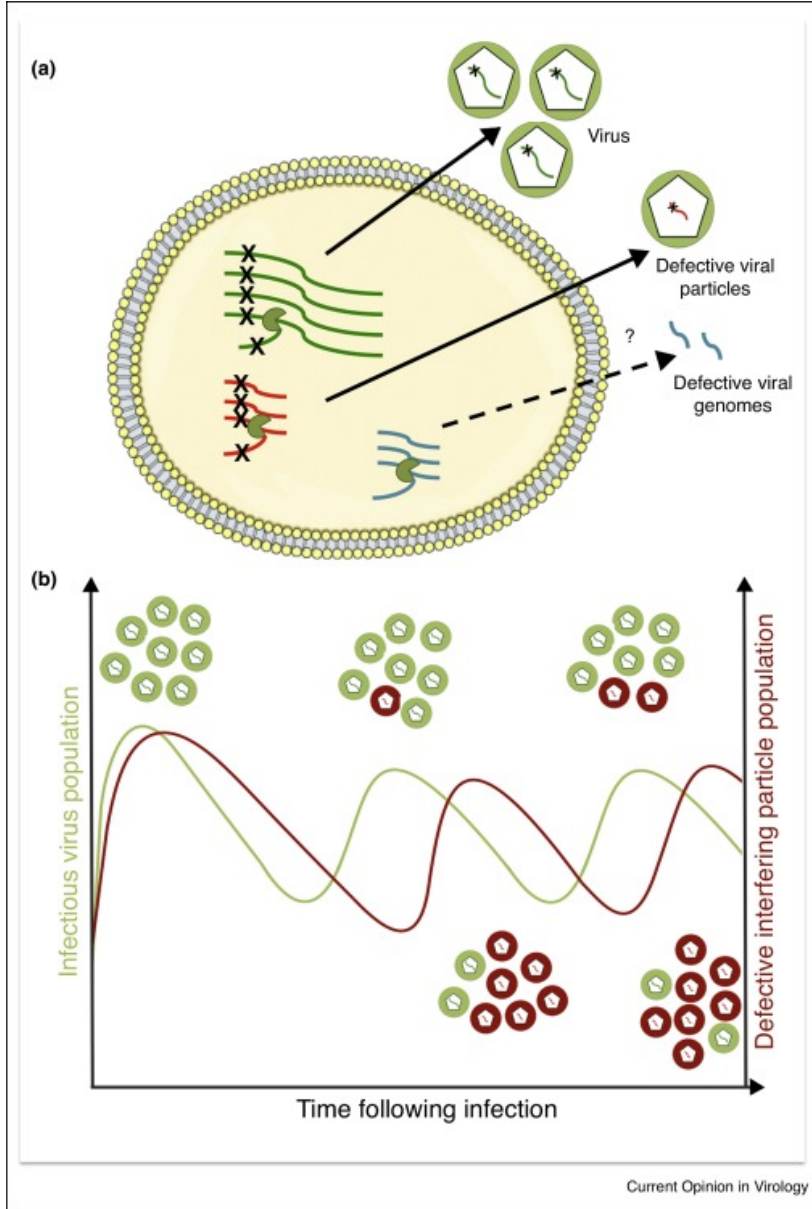 (a)
Virus
Defective viral
particles
?
Defective viral
genomes
(b)
Infectious virus population
Defective interfering particle population
Time following infection
Current Opinion in Virology